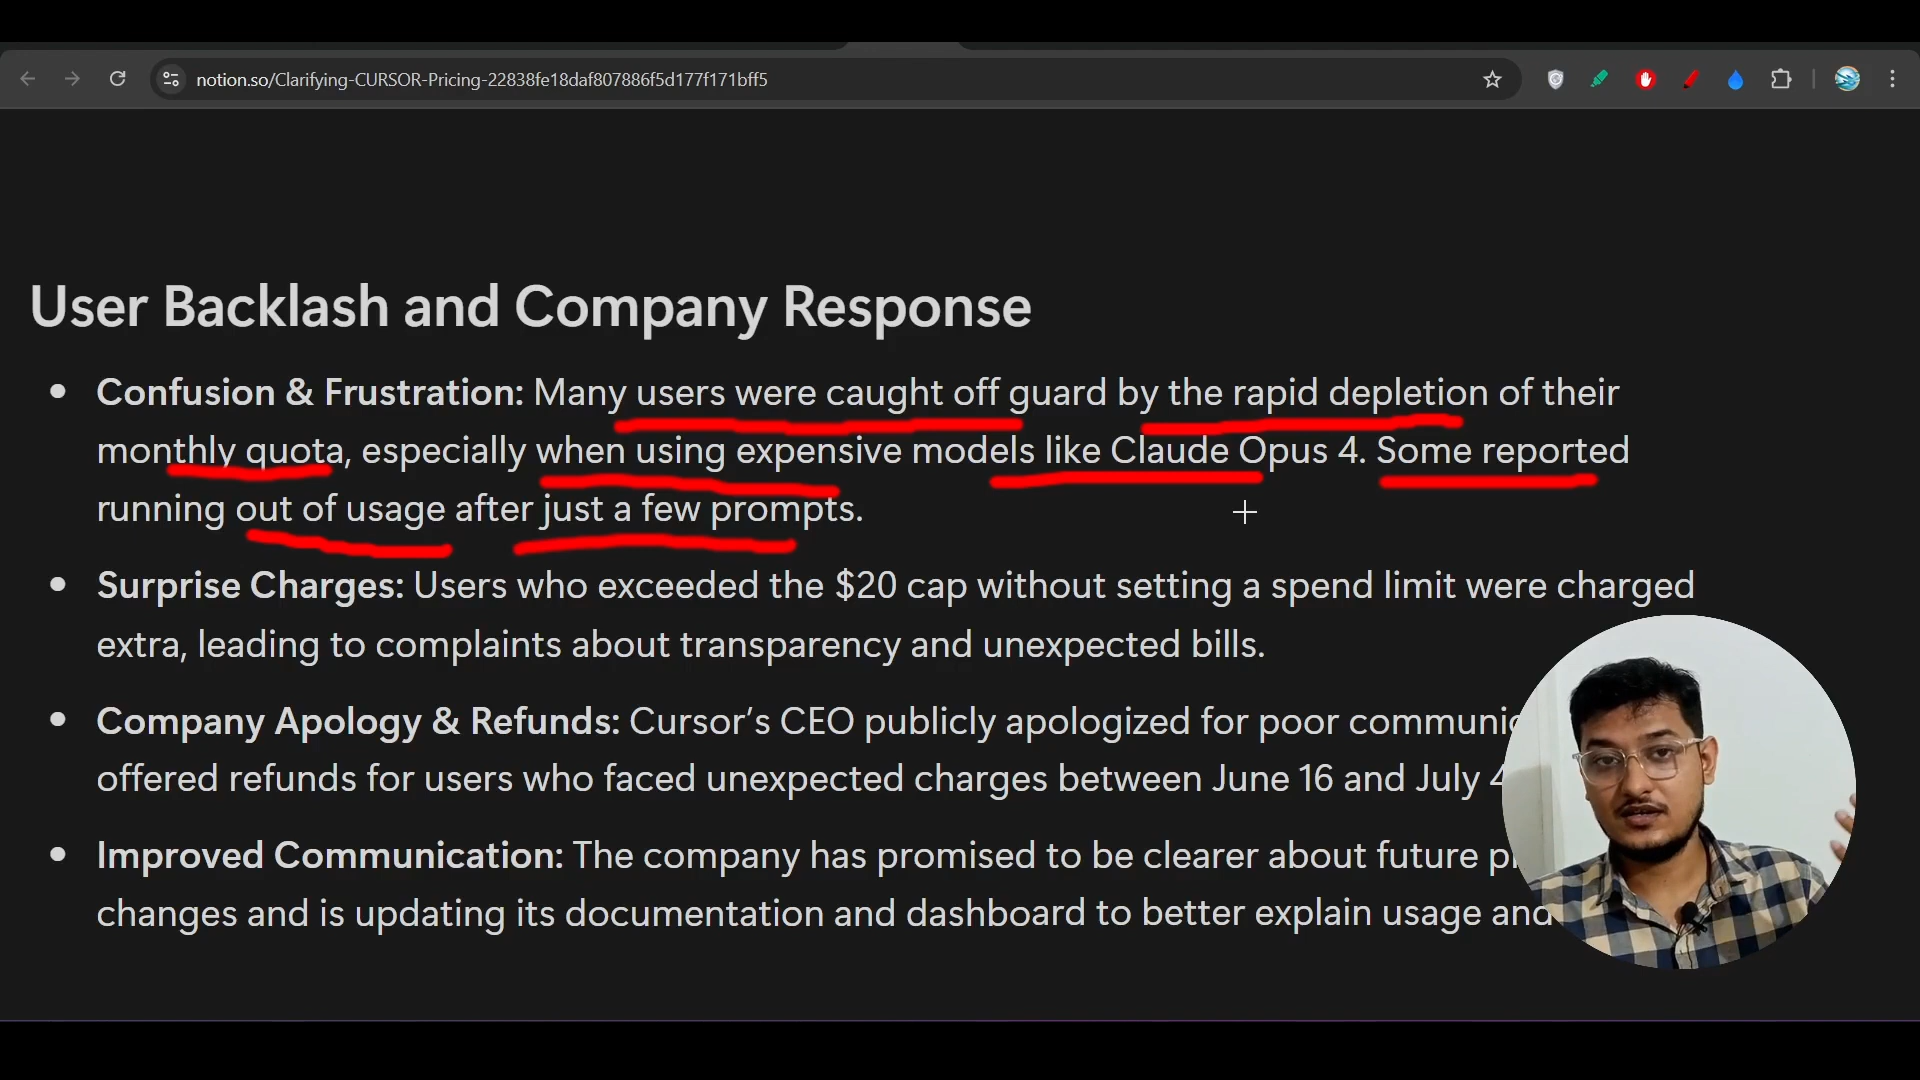 notion.so/Clarifying-CURSOR-Pricing-22838fe18daf807886f5d177f171bff5
User Backlash and Company Response
Confusion & Frustration: Many users were caught off guard by the rapid depletion of their
monthly quota, especially when using expensive models like Claude Opus 4. Some reported
running out of usage after just a few prompts.
Surprise Charges: Users who exceeded the $20 cap without setting a spend limit were charged
extra, leading to complaints about transparency and unexpected bills.
Company Apology & Refunds: Cursor’s CEO publicly apologized for poor
offered refunds for users who faced unexpected charges between June 16 and July 4
Improved Communication: The company has promised to be clearer about future
changes and is updating its documentation and dashboard to better explain usage and